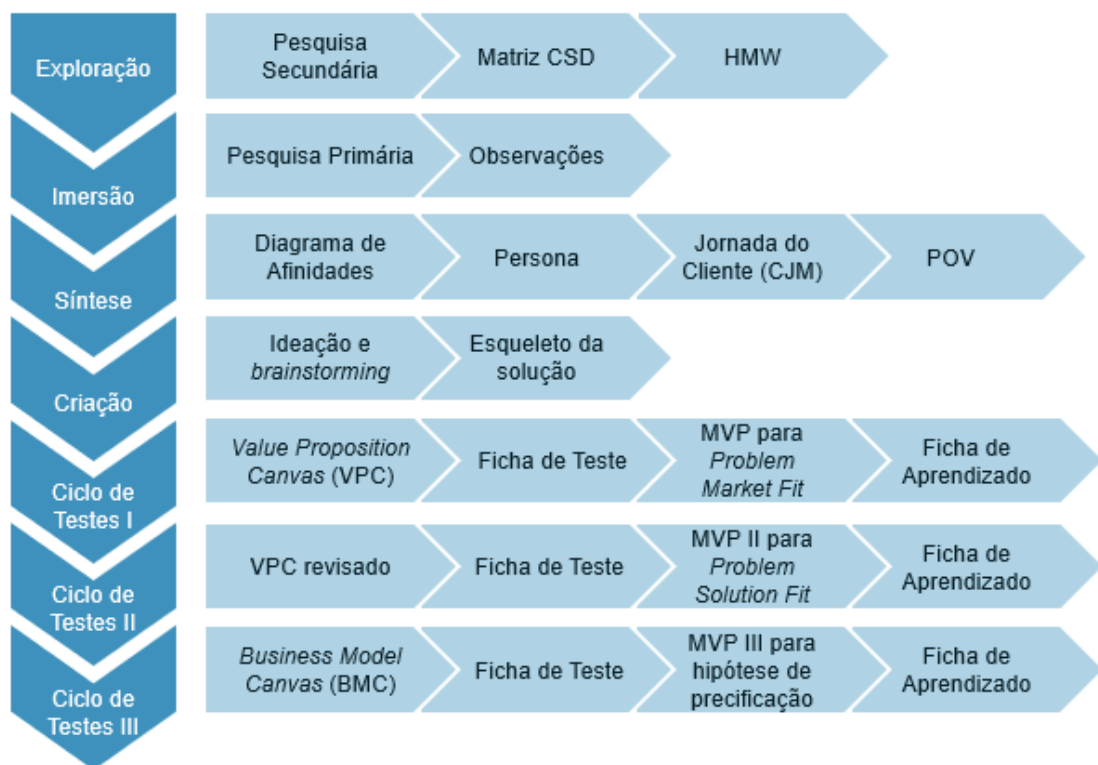 Exploração
Pesquisa
Secundária
Matriz CSD
HMW
Imersão
Pesquisa Primária
Observações
Síntese
Diagrama de
Afinidades
Persona
Jornada do
Cliente (CJM)
POV
Criação
Ideação e
brainstorming
Esqueleto da
solução
Ciclo de
Testes I
Value Proposition
Canvas (VPC)
Ficha de Teste
MVP para
Problem
Market Fit
Ficha de
Aprendizado
Ciclo de
Testes II
VPC revisado
Ficha de Teste
MVP II para
Problem
Solution Fit
Ficha de
Aprendizado
Ciclo de
Testes III
Business Model
Canvas (BMC)
Ficha de Teste
MVP III para
hipótese de
precificação
Ficha de
Aprendizado